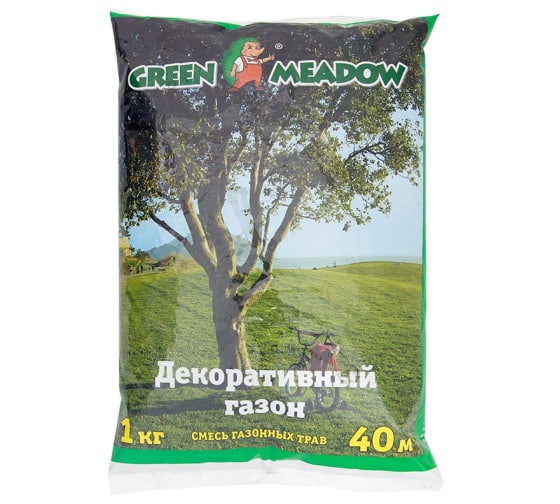 GREEN MEADOW
®
Декоративный
газон
1 кг
СМЕСЬ ГАЗОННЫХ ТРАВ
40 м